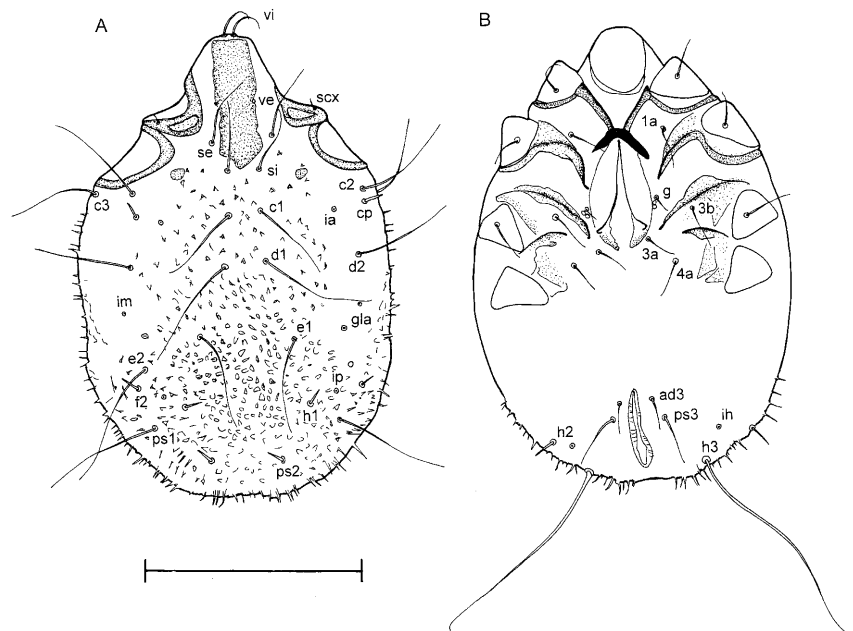 A
vi
ve
scx
se
si
c2
cp
c3
c1
ia
d1
d2
im
gla
e1
e2
ip
f2
h1
ps1
ps2
B
1a
g
3b
3a
4a
ad3
ps3
ih
h2
h3